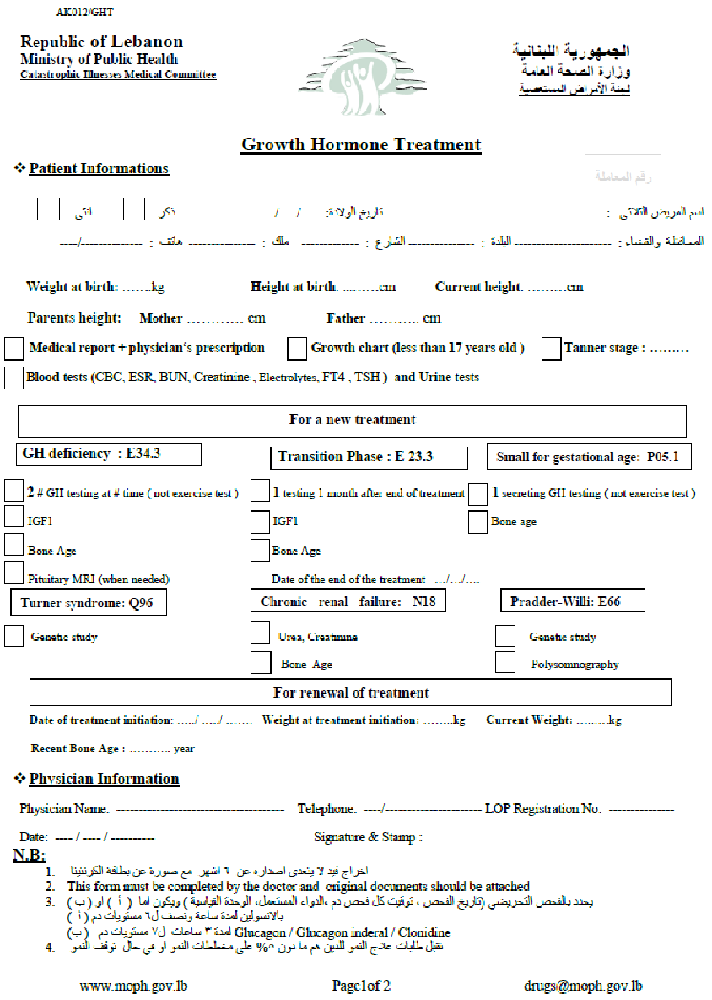 AK012/GHT
Republic of Lebanon
Ministry of Public Health
Catastrophic Illnesses Medical Committee
الجمهورية اللبنانية
وزارة الصحة العامة
لجنة الأمراض المستعصية
Growth Hormone Treatment
❖ Patient Informations
رقم المعاملة
اسم المريض الثلاثي : --------------------------------------------- تاريخ الولادة: -----/----/------- ذكر انثى
المحافظة والقضاء : --------------------- البلدة : -------------- الشارع : ------------ ملك : -------------- هاتف : --------------/----
Weight at birth: …….kg Height at birth: ………..cm Current height: ………cm
Parents height: Mother ………… cm Father ……….. cm
Medical report + physician‘s prescription Growth chart (less than 17 years old ) Tanner stage : ………
Blood tests (CBC, ESR, BUN, Creatinine , Electrolytes, FT4 , TSH ) and Urine tests
For a new treatment
GH deficiency : E34.3 Transition Phase : E 23.3 Small for gestational age: P05.1
2 # GH testing at # time ( not exercise test ) 1 testing 1 month after end of treatment 1 secreting GH testing ( not exercise test )
IGF1 IGF1 Bone age
Bone Age Bone Age
Pituitary MRI (when needed) Date of the end of the treatment …/…/….
Turner syndrome: Q96 Chronic renal failure: N18 Pradder-Willi: E66
Genetic study Urea, Creatinine Genetic study
Bone Age Polysomnography
For renewal of treatment
Date of treatment initiation: …../ …../ ……. Weight at treatment initiation: ……..kg Current Weight: ………kg
Recent Bone Age : ……….. year
❖ Physician Information
Physician Name: ------------------------------------ Telephone: ----/--------------------- LOP Registration No: --------------
Date: ---- / ---- / ---------- Signature & Stamp :
N.B:
1. اخراج قيد لا يتعدى اصداره عن ٦ اشهر مع صورة عن بطاقة الكرنتينا
2. This form must be completed by the doctor and original documents should be attached
3. يحدد بالفحص التحريضي (تاريخ الفحص ، توقيت كل فحص دم ،الدواء المستعمل، الوحدة القياسية ) ويكون اما ( أ ) او ( ب )
( أ ) بالانسولين لمدة ساعة ونصف ل٦ مستويات دم
(ب) لمدة ٣ ساعات ل٧ مستويات دم Glucagon / Glucagon inderal / Clonidine
4. تقبل طلبات علاج النمو للذين هم ما دون ٥% على مخططات النمو او في حال توقف النمو
www.moph.gov.lb Page1of 2 drugs@moph.gov.lb